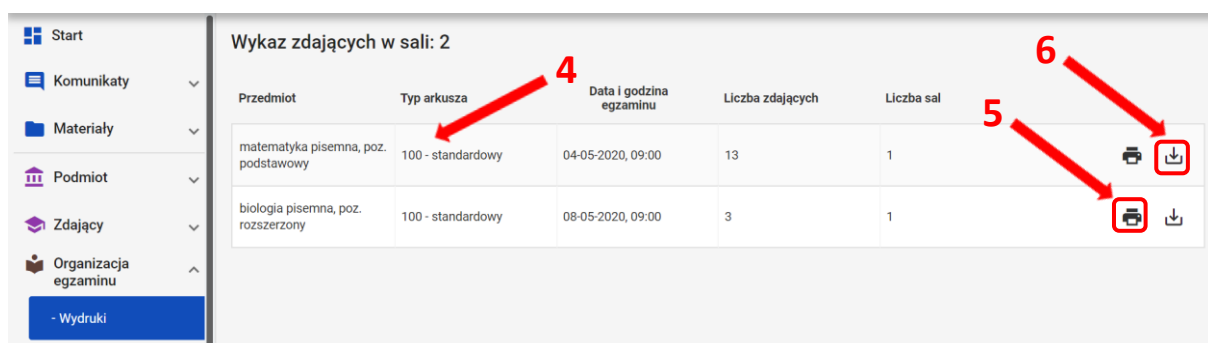 Start
Komunikaty
Materiały
Podmiot
Zdający
Organizacja
egzaminu
- Wydruki
Wykaz zdających w sali: 2
4
6
5
Przedmiot Typ arkusza Data i godzina egzaminu Liczba zdających Liczba sal
matematyka pisemna, poz.
podstawowy
100 - standardowy 04-05-2020, 09:00 13 1
biologia pisemna, poz.
rozszerzony
100 - standardowy 08-05-2020, 09:00 3 1